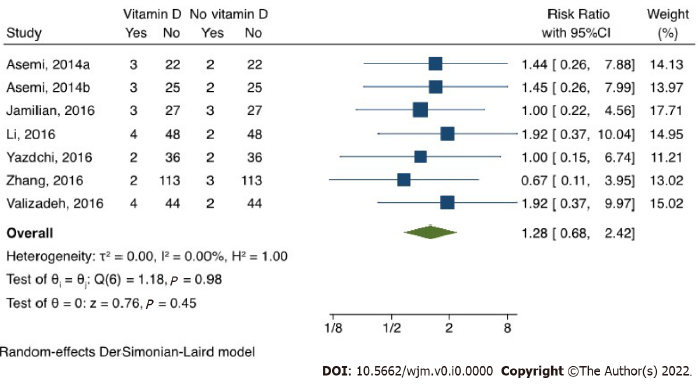 Vitamin D No vitamin D Risk Ratio Weight
Study Yes No Yes No with 95%CI (%)
Asemi, 2014a 3 22 2 22 1.44 [ 0.26, 7.88] 14.13
Asemi, 2014b 3 25 2 25 1.45 [ 0.26, 7.99] 13.97
Jamilian, 2016 3 27 3 27 1.00 [ 0.22, 4.56] 17.71
Li, 2016 4 48 2 48 1.92 [ 0.37, 10.04] 14.95
Yazdchi, 2016 2 36 2 36 1.00 [ 0.15, 6.74] 11.21
Zhang, 2016 2 113 3 113 0.67 [ 0.11, 3.95] 13.02
Valizadeh, 2016 4 44 2 44 1.92 [ 0.37, 9.97] 15.02
Overall 1.28 [ 0.68, 2.42]
Heterogeneity: τ² = 0.00, I² = 0.00%, H² = 1.00
Test of θi = θj: Q(6) = 1.18, P = 0.98
Test of θ = 0: z = 0.76, P = 0.45
1/8 1/2 2 8
Random-effects DerSimonian-Laird model
DOI: 10.5662/wjm.v0.i0.0000 Copyright ©The Author(s) 2022.